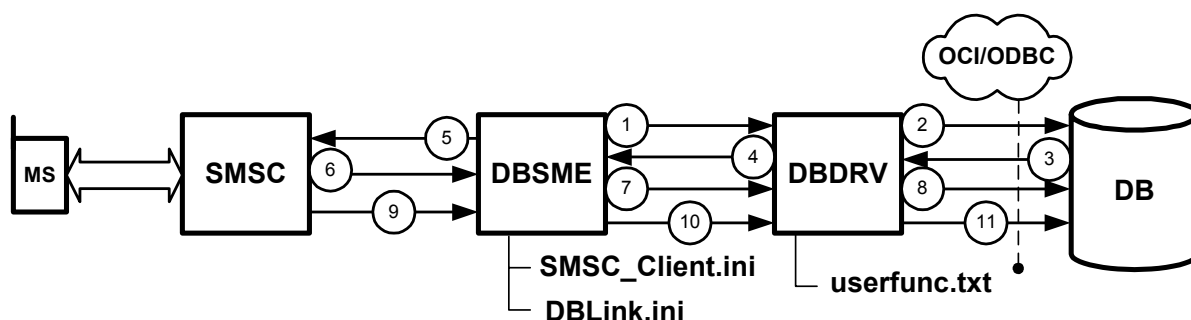 OCI/ODBC
MS
SMSC
DBSME
DBDRV
DB
5
1
2
6
4
3
7
8
9
10
11
SMSC_Client.ini
DBLink.ini
userfunc.txt